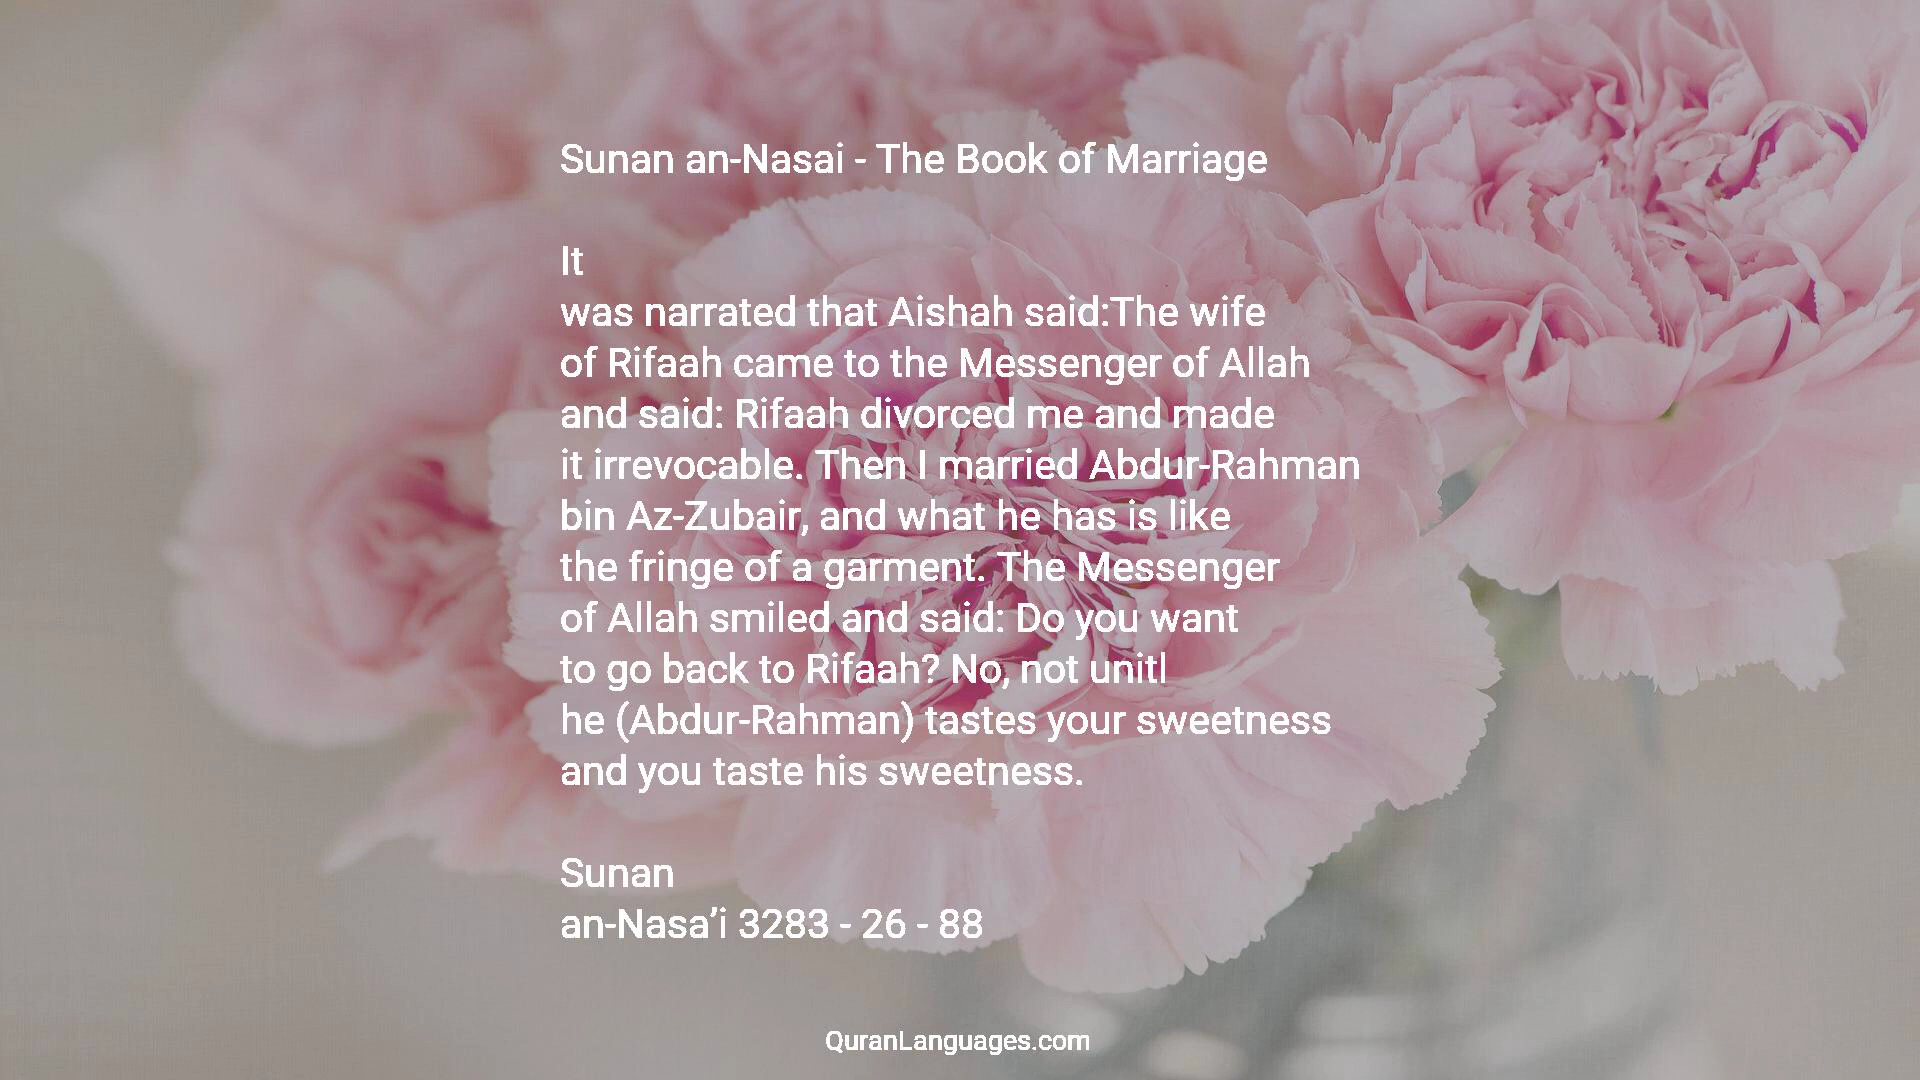 Sunan an-Nasai - The Book of Marriage
It
was narrated that Aishah said:The wife
of Rifaah came to the Messenger of Allah
and said: Rifaah divorced me and made
it irrevocable. Then I married Abdur-Rahman
bin Az-Zubair, and what he has is like
the fringe of a garment. The Messenger
of Allah smiled and said: Do you want
to go back to Rifaah? No, not unitl
he (Abdur-Rahman) tastes your sweetness
and you taste his sweetness.
Sunan
an-Nasa’i 3283 - 26 - 88
QuranLanguages.com